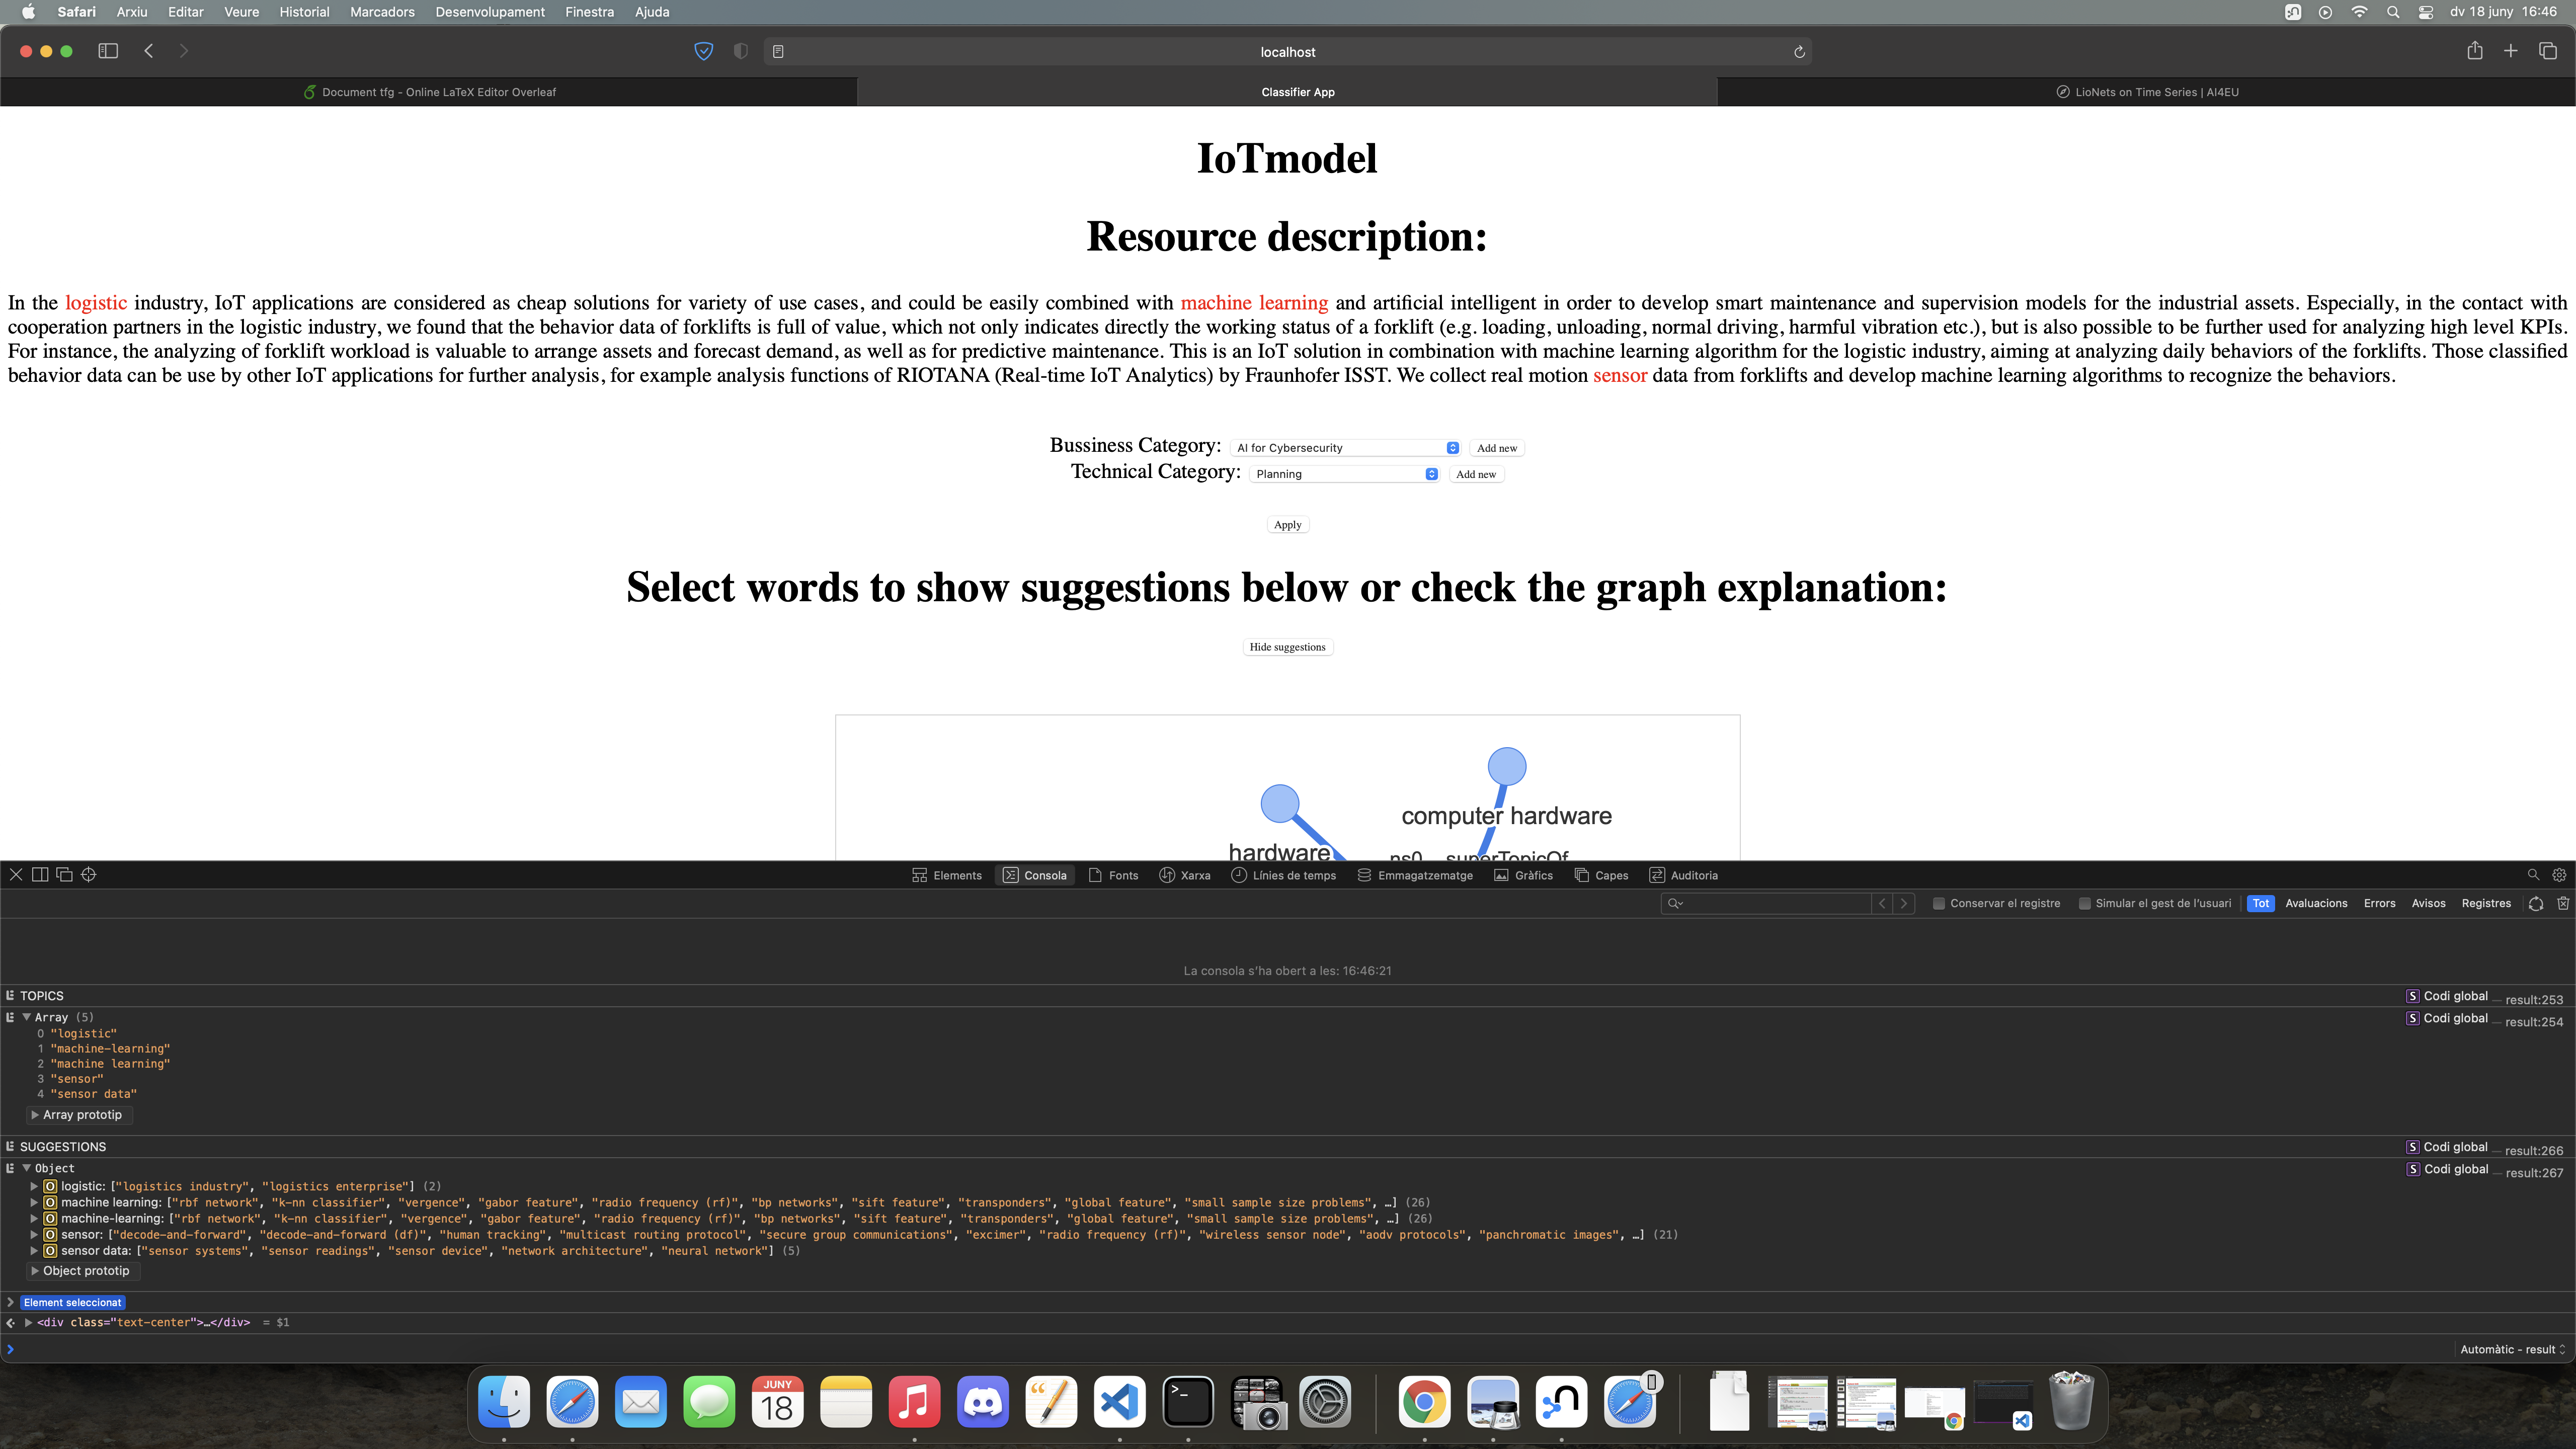 Safari Arxiu Editar Veure Historial Marcadors Desenvolupament Finestra Ajuda dv 18 juny 16:46
localhost
Document tfg - Online LaTeX Editor Overleaf Classifier App LioNets on Time Series | AI4EU
IoTmodel
Resource description:
In the logistic industry, IoT applications are considered as cheap solutions for variety of use cases, and could be easily combined with machine learning and artificial intelligent in order to develop smart maintenance and supervision models for the industrial assets. Especially, in the contact with
cooperation partners in the logistic industry, we found that the behavior data of forklifts is full of value, which not only indicates directly the working status of a forklift (e.g. loading, unloading, normal driving, harmful vibration etc.), but is also possible to be further used for analyzing high level KPIs.
For instance, the analyzing of forklift workload is valuable to arrange assets and forecast demand, as well as for predictive maintenance. This is an IoT solution in combination with machine learning algorithm for the logistic industry, aiming at analyzing daily behaviors of the forklifts. Those classified
behavior data can be use by other IoT applications for further analysis, for example analysis functions of RIOTANA (Real-time IoT Analytics) by Fraunhofer ISST. We collect real motion sensor data from forklifts and develop machine learning algorithms to recognize the behaviors.
Bussiness Category: AI for Cybersecurity Add new
Technical Category: Planning Add new
Apply
Select words to show suggestions below or check the graph explanation:
Hide suggestions
computer hardware
hardware ns0__superTopicOf
Elements Consola Fonts Xarxa Línies de temps Emmagatzematge Gràfics Capes Auditoria
Conservar el registre Simular el gest de l'usuari Tot Avaluacions Errors Avisos Registres
La consola s'ha obert a les: 16:46:21
TOPICS S Codi global — result:253
Array (5) S Codi global — result:254
0 "logistic"
1 "machine-learning"
2 "machine learning"
3 "sensor"
4 "sensor data"
Array prototip
SUGGESTIONS S Codi global — result:266
Object S Codi global — result:267
O logistic: ["logistics industry", "logistics enterprise"] (2)
O machine learning: ["rbf network", "k-nn classifier", "vergence", "gabor feature", "radio frequency (rf)", "bp networks", "sift feature", "transponders", "global feature", "small sample size problems", …] (26)
O machine-learning: ["rbf network", "k-nn classifier", "vergence", "gabor feature", "radio frequency (rf)", "bp networks", "sift feature", "transponders", "global feature", "small sample size problems", …] (26)
O sensor: ["decode-and-forward", "decode-and-forward (df)", "human tracking", "multicast routing protocol", "secure group communications", "excimer", "radio frequency (rf)", "wireless sensor node", "aodv protocols", "panchromatic images", …] (21)
O sensor data: ["sensor systems", "sensor readings", "sensor device", "network architecture", "neural network"] (5)
Object prototip
Element seleccionat
<div class="text-center">…</div> = $1
Automàtic - result
JUNY
18